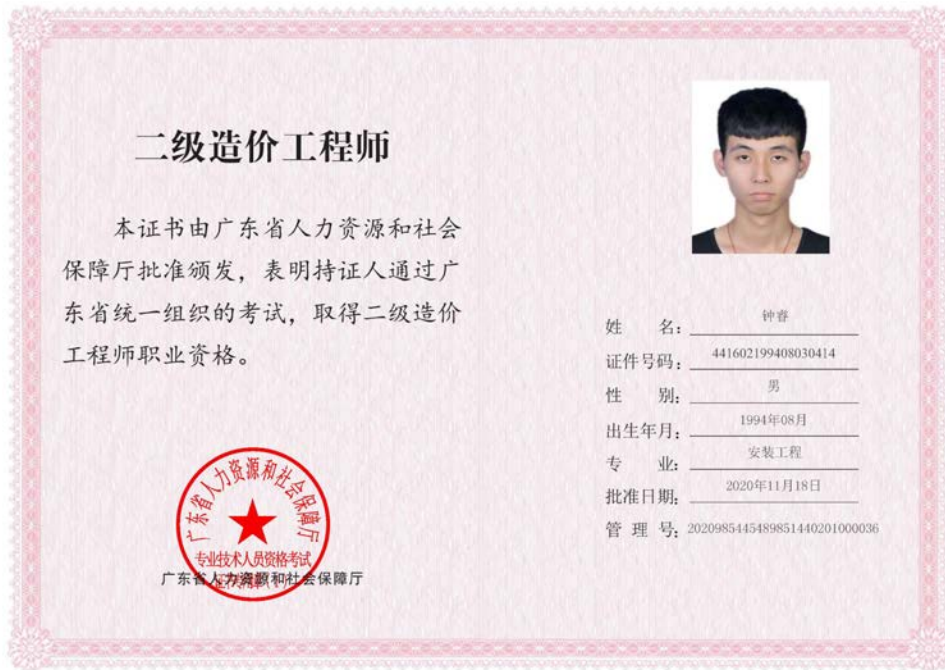 二级造价工程师
本证书由广东省人力资源和社会
保障厅批准颁发，表明持证人通过广
东省统一组织的考试，取得二级造价
工程师职业资格。
广东省人力资源和社会保障厅
专业技术人员资格考试
广东省人力资源和社会保障厅
姓 名：钟睿
证件号码：441602199408030414
性 别：男
出生年月：1994年08月
专 业：安装工程
批准日期：2020年11月18日
管 理 号：2020985445489851440201000036